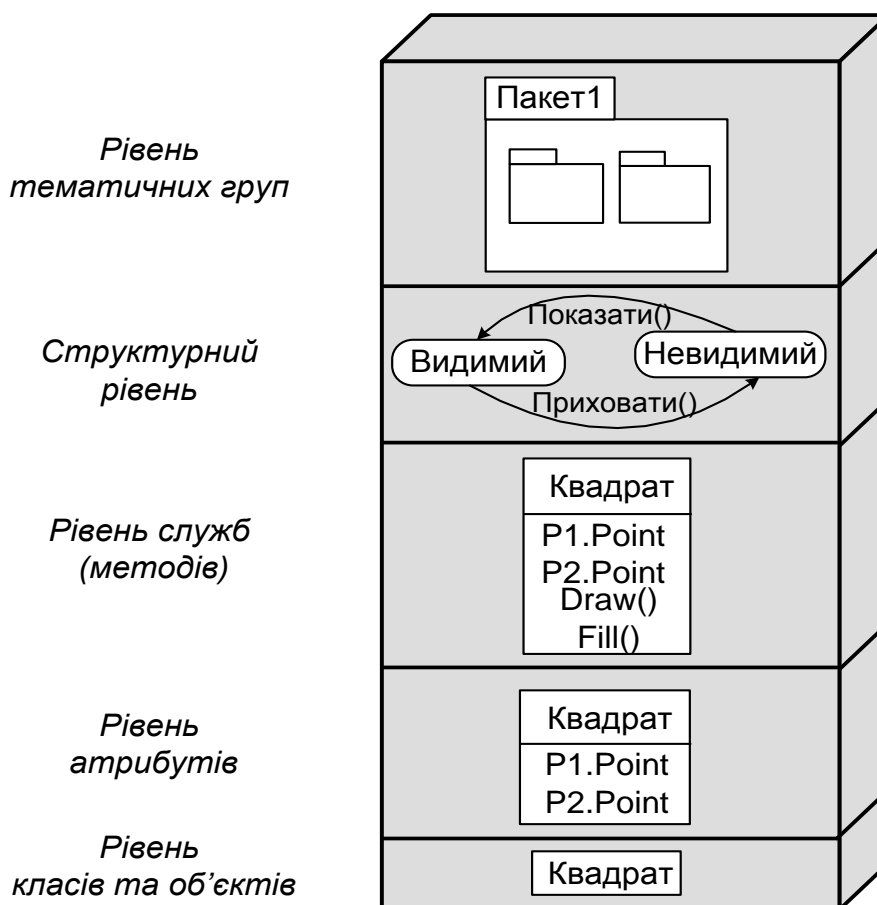 Пакет1
Рівень
тематичних груп
Показати()
Структурний
рівень
Видимий
Невидимий
Приховати()
Рівень служб
(методів)
Квадрат
P1.Point
P2.Point
Draw()
Fill()
Рівень
атрибутів
Квадрат
P1.Point
P2.Point
Рівень
класів та об’єктів
Квадрат